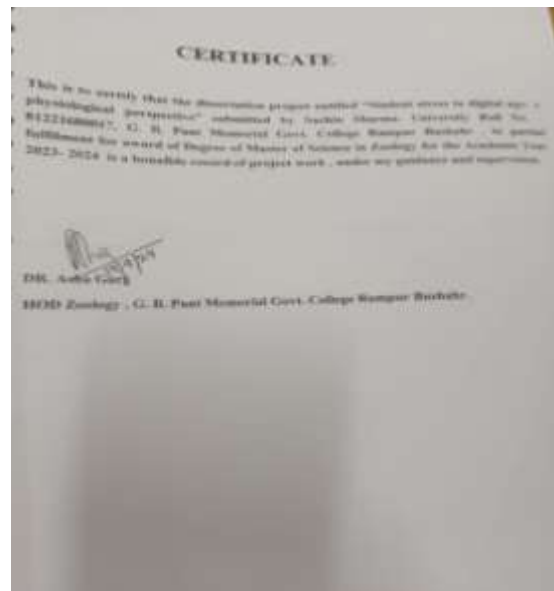 CERTIFICATE
This is to certify that the dissertation project entitled "Student stress in digital age : a
physiological perspective" submitted by Sharma, University Roll No. -
G. B. Pant Memorial Govt. College Rampur Bushahr in partial
fulfillment for award of Degree of Master of Science in Zoology for the Academic Year
2023- 2024 is a bonafide record of project work , under my guidance and supervision.
DR. Garg
HOD Zoology , G. B. Pant Memorial Govt. College Rampur Bushahr.